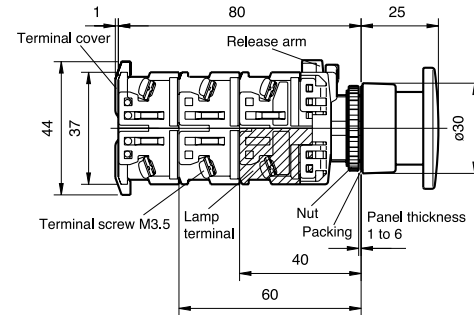 1
80
25
Terminal cover
Release arm
44
37
ø30
Terminal screw M3.5
Lamp
terminal
Nut
Packing
Panel thickness
1 to 6
40
60